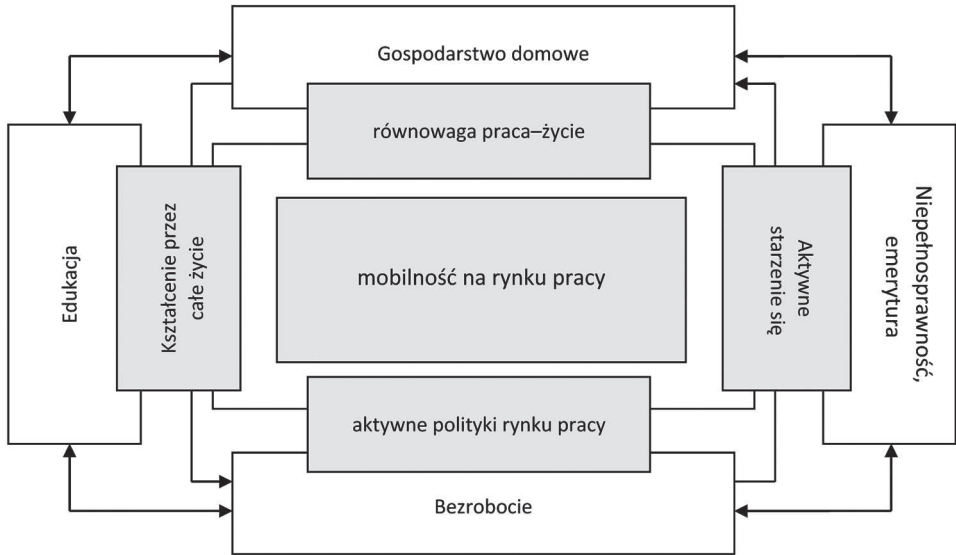 Gospodarstwo domowe
równowaga praca–życie
Edukacja
Kształcenie przez
całe życie
mobilność na rynku pracy
Aktywne
starzenie się
Niepełnosprawność,
emerytura
aktywne polityki rynku pracy
Bezrobocie